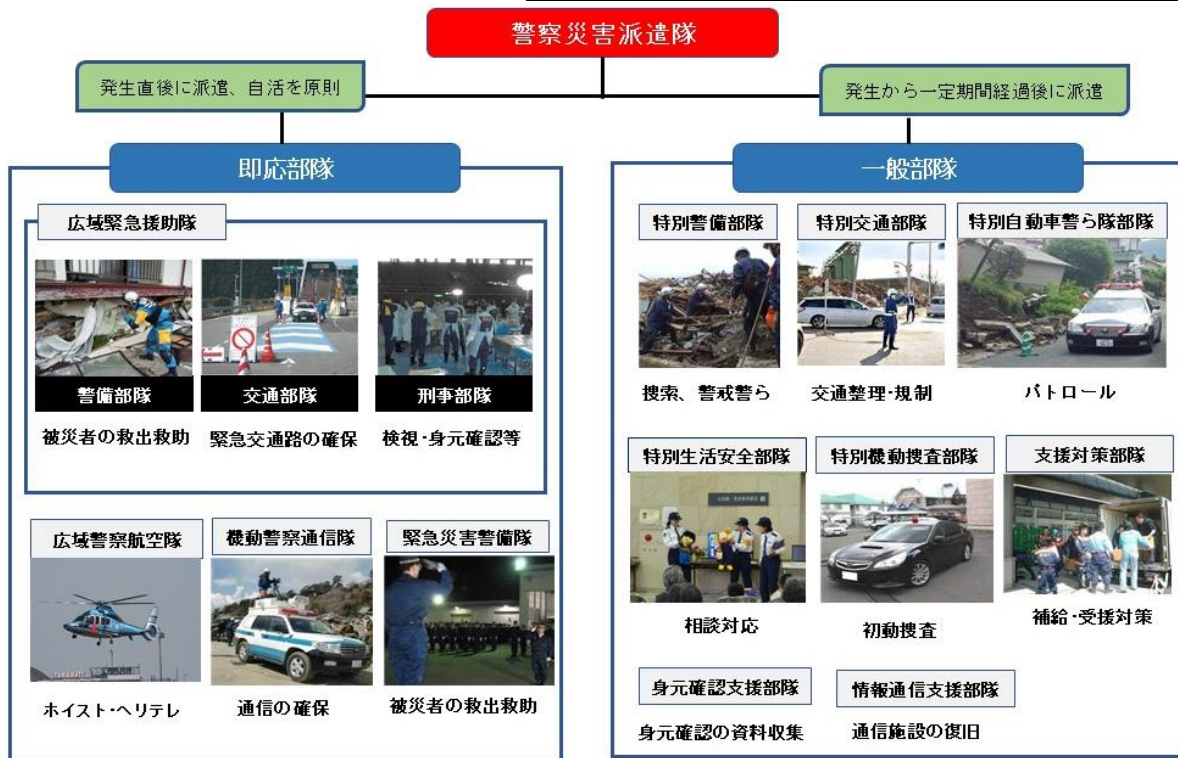 警察災害派遣隊
発生直後に派遣、自活を原則
発生から一定期間経過後に派遣
即応部隊
広域緊急援助隊
警備部隊
交通部隊
刑事部隊
被災者の救出救助
緊急交通路の確保
検視・身元確認等
広域警察航空隊
機動警察通信隊
緊急災害警備隊
ホイスト・ヘリテレ
通信の確保
被災者の救出救助
一般部隊
特別警備部隊
特別交通部隊
特別自動車警ら隊部隊
捜索、警戒警ら
交通整理・規制
パトロール
特別生活安全部隊
特別機動捜査部隊
支援対策部隊
相談対応
初動捜査
補給・受援対策
身元確認支援部隊
情報通信支援部隊
身元確認の資料収集
通信施設の復旧